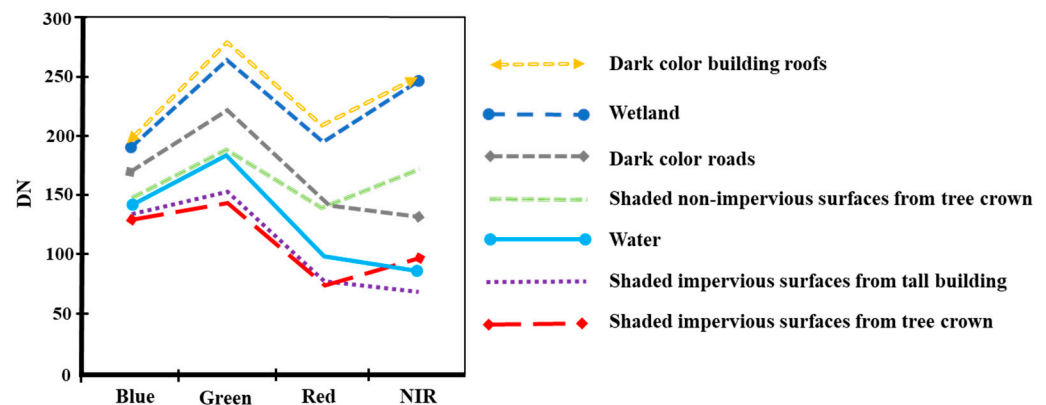 300
250
200
150
100
50
0
DN
Blue Green Red NIR
Dark color building roofs
Wetland
Dark color roads
Shaded non-impervious surfaces from tree crown
Water
Shaded impervious surfaces from tall building
Shaded impervious surfaces from tree crown